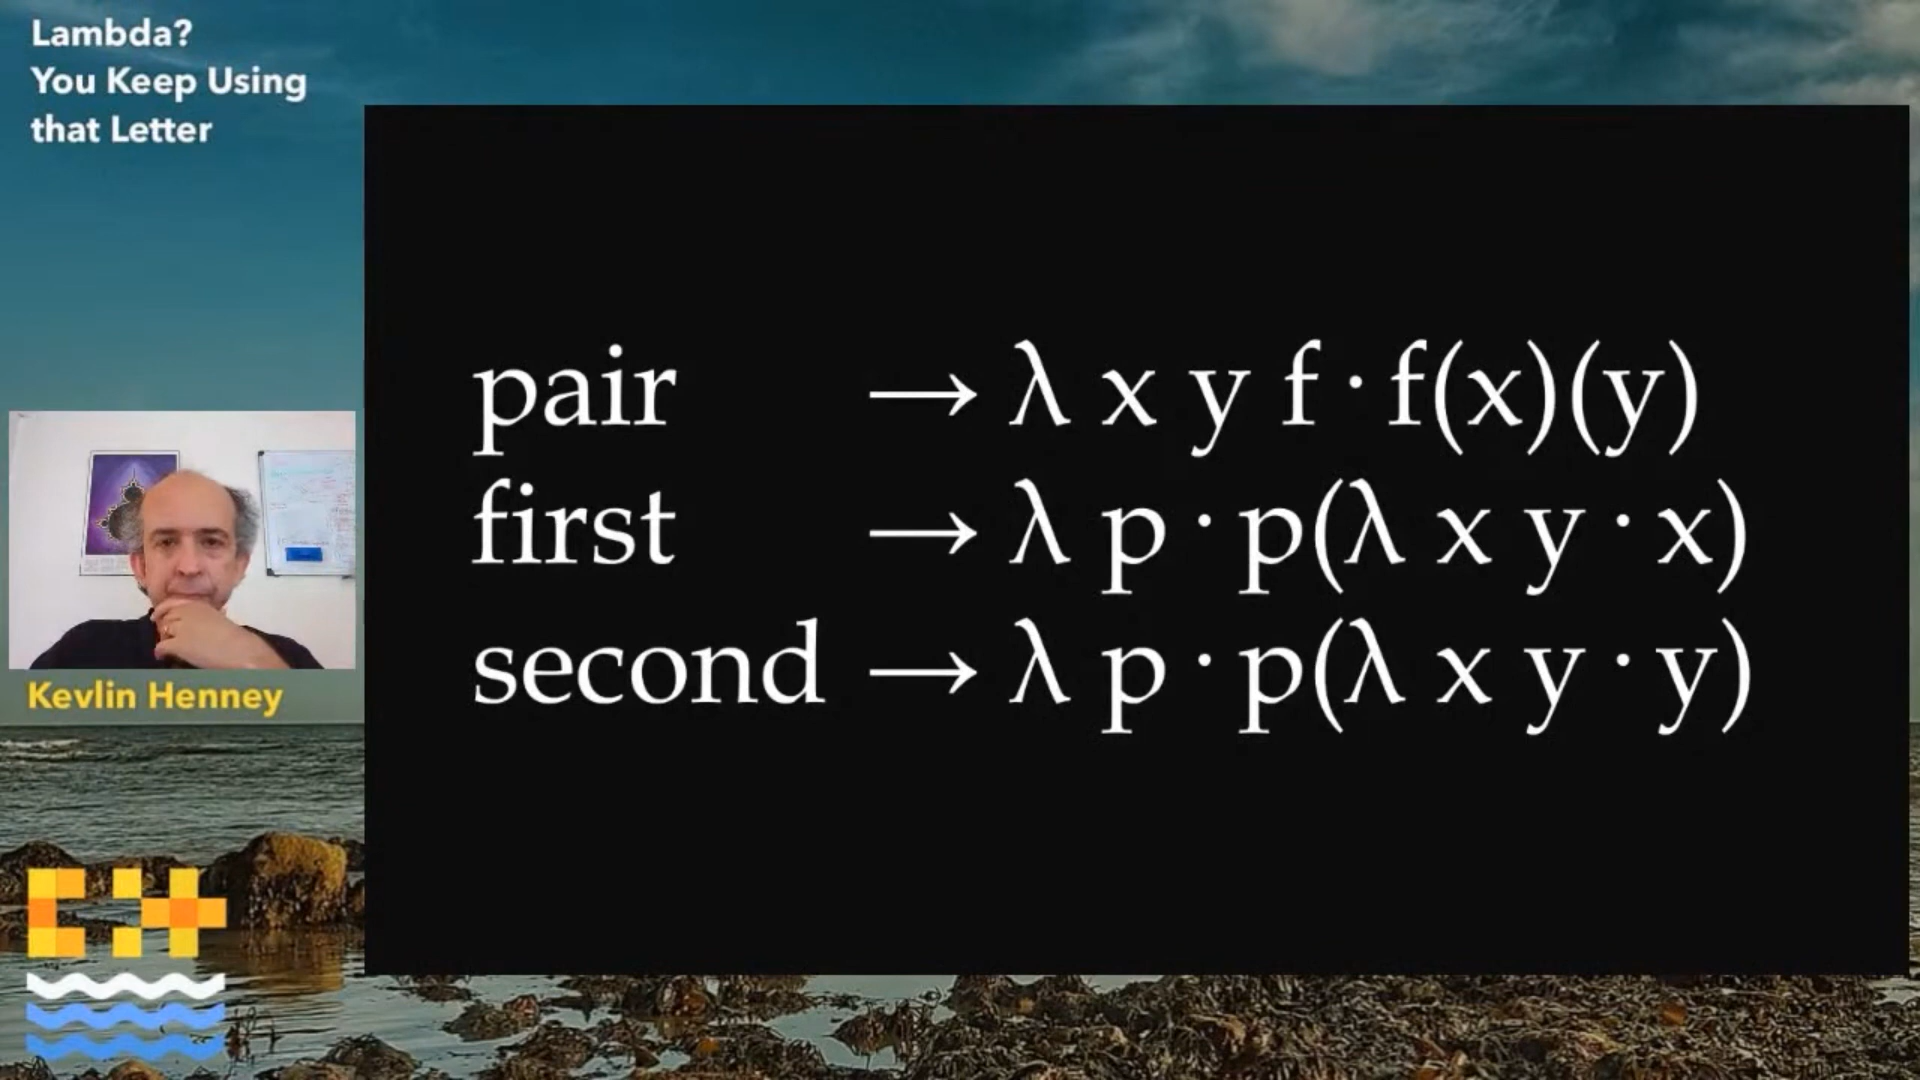 Lambda?
You Keep Using
that Letter
pair → λ x y f · f(x)(y)
first → λ p · p(λ x y · x)
second → λ p · p(λ x y · y)
Kevlin Henney
C++